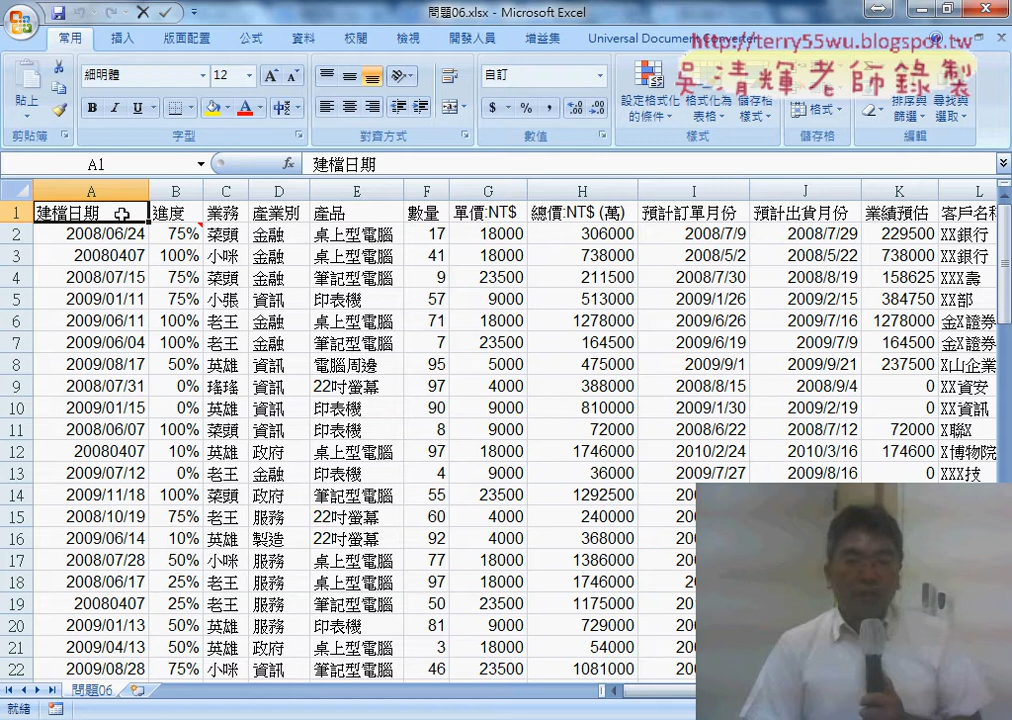 問題06.xlsx - Microsoft Excel
常用 插入 版面配置 公式 資料 校閱 檢視 開發人員 增益集 Universal Document Converter
http://terry55wu.blogspot.tw
吳清輝老師錄製
貼上 細明體 12 自訂 設定格式化的條件 格式化為表格 儲存格樣式 格式 排序與篩選 尋找與選取
剪貼簿 字型 對齊方式 數值 樣式 儲存格 編輯
A1 fx 建檔日期
A B C D E F G H I J K L
1 建檔日期 進度 業務 產業別 產品 數量 單價:NT$ 總價:NT$ (萬) 預計訂單月份 預計出貨月份 業績預估 客戶名稱
2 2008/06/24 75% 菜頭 金融 桌上型電腦 17 18000 306000 2008/7/9 2008/7/29 229500 XX銀行
3 20080407 100% 小咪 金融 桌上型電腦 41 18000 738000 2008/5/2 2008/5/22 738000 XX銀行
4 2008/07/15 75% 菜頭 金融 筆記型電腦 9 23500 211500 2008/7/30 2008/8/19 158625 XXX壽
5 2009/01/11 75% 小張 資訊 印表機 57 9000 513000 2009/1/26 2009/2/15 384750 XX部
6 2009/06/11 100% 老王 金融 桌上型電腦 71 18000 1278000 2009/6/26 2009/7/16 1278000 金X證券
7 2009/06/04 100% 老王 金融 筆記型電腦 7 23500 164500 2009/6/19 2009/7/9 164500 金X證券
8 2009/08/17 50% 英雄 資訊 電腦周邊 95 5000 475000 2009/9/1 2009/9/21 237500 X山企業
9 2008/07/31 0% 瑤瑤 資訊 22吋螢幕 97 4000 388000 2008/8/15 2008/9/4 0 XX資安
10 2009/01/15 0% 英雄 資訊 印表機 90 9000 810000 2009/1/30 2009/2/19 0 XX資訊
11 2008/06/07 100% 菜頭 資訊 印表機 8 9000 72000 2008/6/22 2008/7/12 72000 X聯X
12 20080407 10% 英雄 政府 桌上型電腦 97 18000 1746000 2010/2/24 2010/3/16 174600 X博物院
13 2009/07/12 0% 老王 金融 印表機 4 9000 36000 2009/7/27 2009/8/16 0 XXX技
14 2009/11/18 100% 菜頭 政府 筆記型電腦 55 23500 1292500
15 2008/10/19 75% 老王 服務 22吋螢幕 60 4000 240000
16 2009/06/14 10% 英雄 製造 22吋螢幕 92 4000 368000
17 2008/07/28 50% 小咪 服務 桌上型電腦 77 18000 1386000
18 2008/06/17 25% 老王 服務 桌上型電腦 97 18000 1746000
19 20080407 25% 老王 服務 筆記型電腦 50 23500 1175000
20 2009/01/13 50% 英雄 服務 印表機 81 9000 729000
21 2009/04/13 50% 英雄 政府 桌上型電腦 3 18000 54000
22 2009/08/28 75% 小咪 資訊 筆記型電腦 46 23500 1081000
問題06
就緒